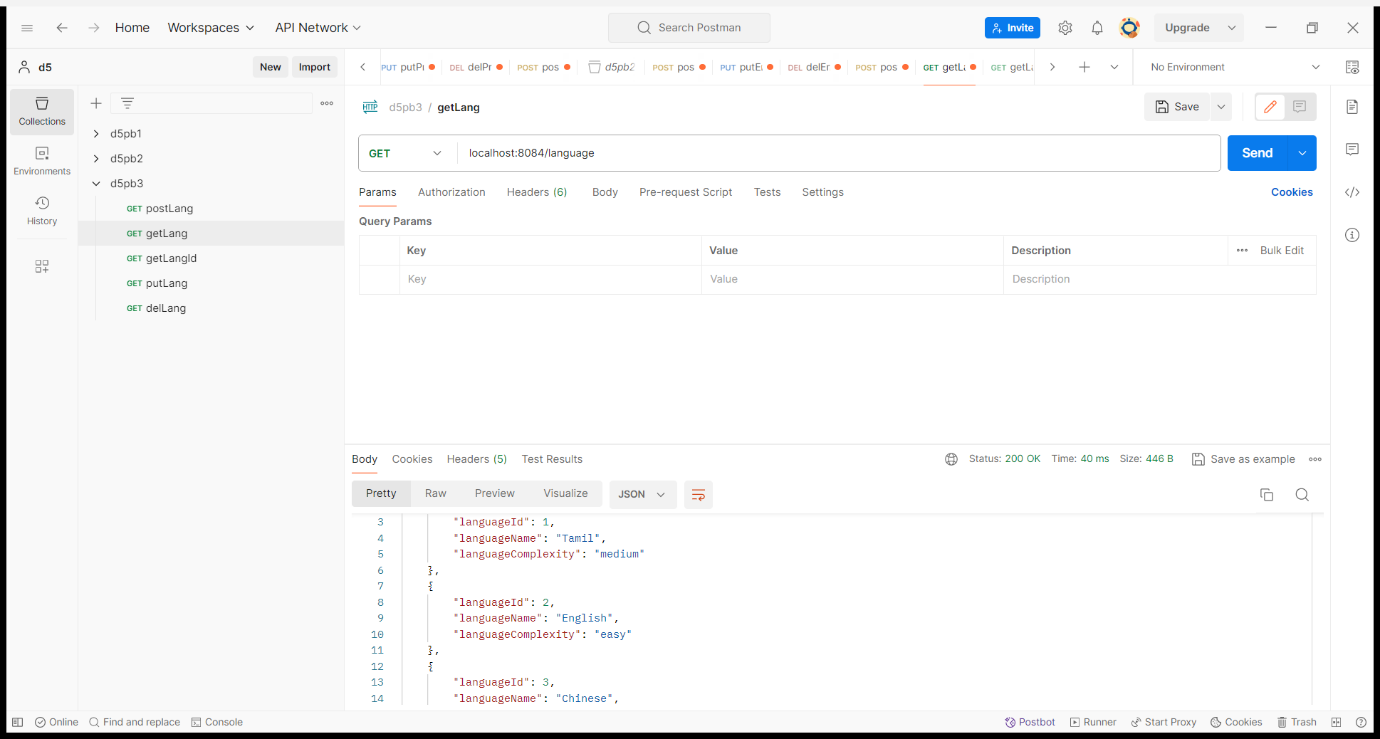 Home Workspaces API Network Search Postman Invite Upgrade
d5 New Import
PUT putPr DEL delPr POST pos d5pb2 POST pos PUT putEi DEL delEr POST pos GET getLa GET getLa No Environment
Collections
Environments
History
d5pb1
d5pb2
d5pb3
GET postLang
GET getLang
GET getLangId
GET putLang
GET delLang
HTTP d5pb3 / getLang Save
GET localhost:8084/language Send
Params Authorization Headers (6) Body Pre-request Script Tests Settings Cookies
Query Params
Key Value Description Bulk Edit
Key Value Description
Body Cookies Headers (5) Test Results Status: 200 OK Time: 40 ms Size: 446 B Save as example
Pretty Raw Preview Visualize JSON
3 "languageId": 1,
4 "languageName": "Tamil",
5 "languageComplexity": "medium"
6 },
7 {
8 "languageId": 2,
9 "languageName": "English",
10 "languageComplexity": "easy"
11 },
12 {
13 "languageId": 3,
14 "languageName": "Chinese",
Online Find and replace Console Postbot Runner Start Proxy Cookies Trash